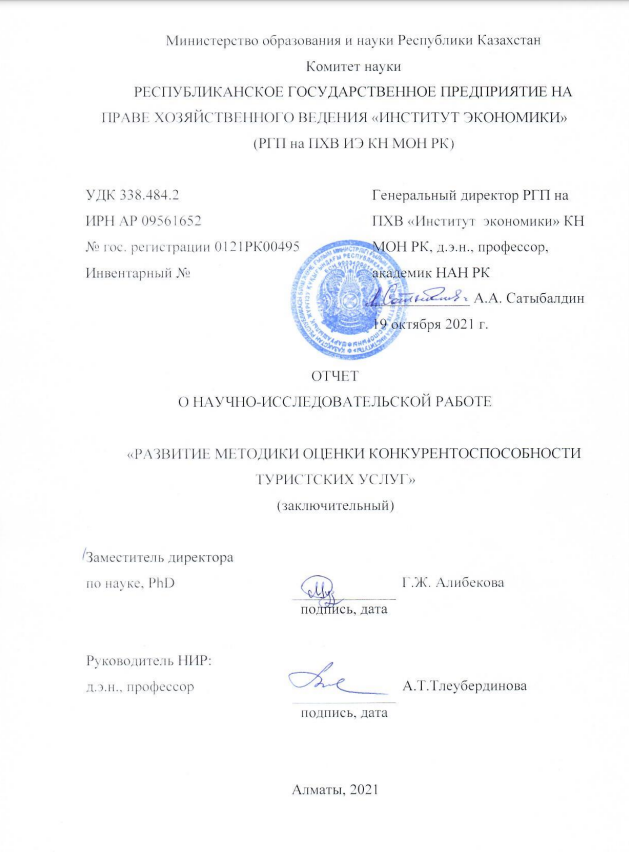 Министерство образования и науки Республики Казахстан
Комитет науки
РЕСПУБЛИКАНСКОЕ ГОСУДАРСТВЕННОЕ ПРЕДПРИЯТИЕ НА
ПРАВЕ ХОЗЯЙСТВЕННОГО ВЕДЕНИЯ «ИНСТИТУТ ЭКОНОМИКИ»
(РГП на ПХВ ИЭ КН МОН РК)
УДК 338.484.2
ИРН АР 09561652
№ гос. регистрации 0121РК00495
Инвентарный №
Генеральный директор РГП на
ПХВ «Институт экономики» КН
МОН РК, д.э.н., профессор,
академик НАН РК
А.А. Сатыбалдин
19 октября 2021 г.
ОТЧЕТ
О НАУЧНО-ИССЛЕДОВАТЕЛЬСКОЙ РАБОТЕ
«РАЗВИТИЕ МЕТОДИКИ ОЦЕНКИ КОНКУРЕНТОСПОСОБНОСТИ
ТУРИСТСКИХ УСЛУГ»
(заключительный)
Заместитель директора
по науке, PhD
Г.Ж. Алибекова
подпись, дата
Руководитель НИР:
д.э.н., профессор
А.Т.Тлеубердинова
подпись, дата
Алматы, 2021